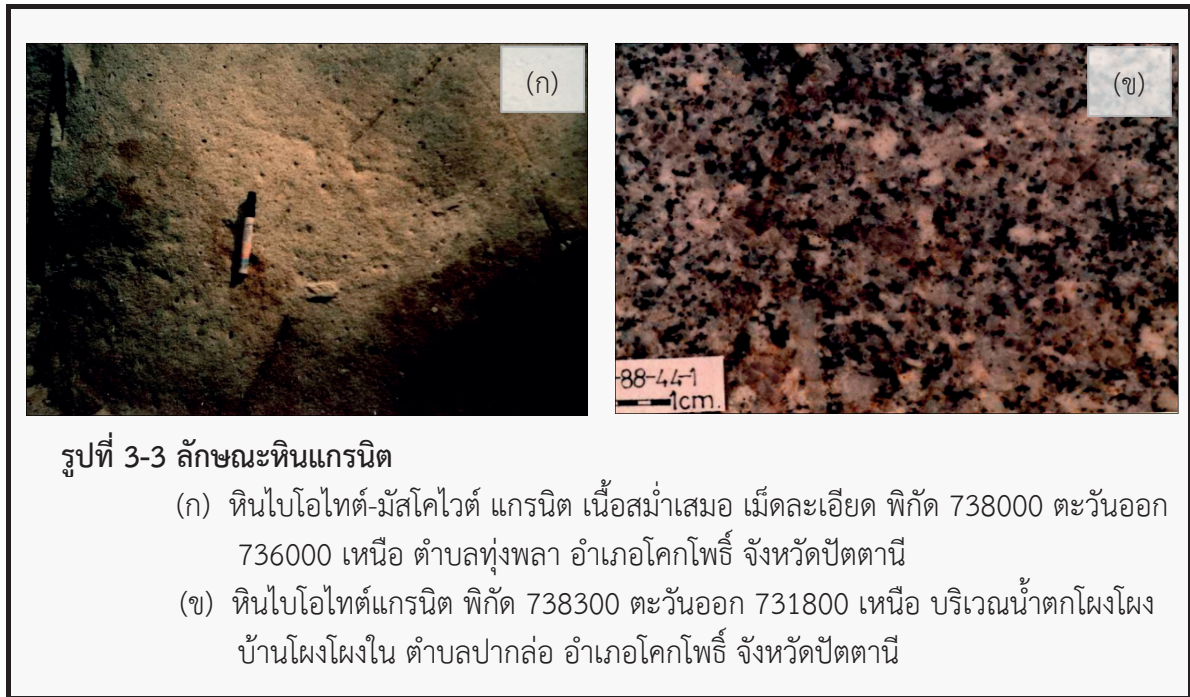 (ก)
(ข)
-88-44-1
1cm.
รูปที่ 3-3 ลักษณะหินแกรนิต
(ก) หินไบโอไทต์-มัสโคไวต์ แกรนิต เนื้อสม่ำเสมอ เม็ดละเอียด พิกัด 738000 ตะวันออก
736000 เหนือ ตำบลทุ่งพลา อำเภอโคกโพธิ์ จังหวัดปัตตานี
(ข) หินไบโอไทต์แกรนิต พิกัด 738300 ตะวันออก 731800 เหนือ บริเวณน้ำตกโผงโผง
บ้านโผงโผงใน ตำบลปากล่อ อำเภอโคกโพธิ์ จังหวัดปัตตานี